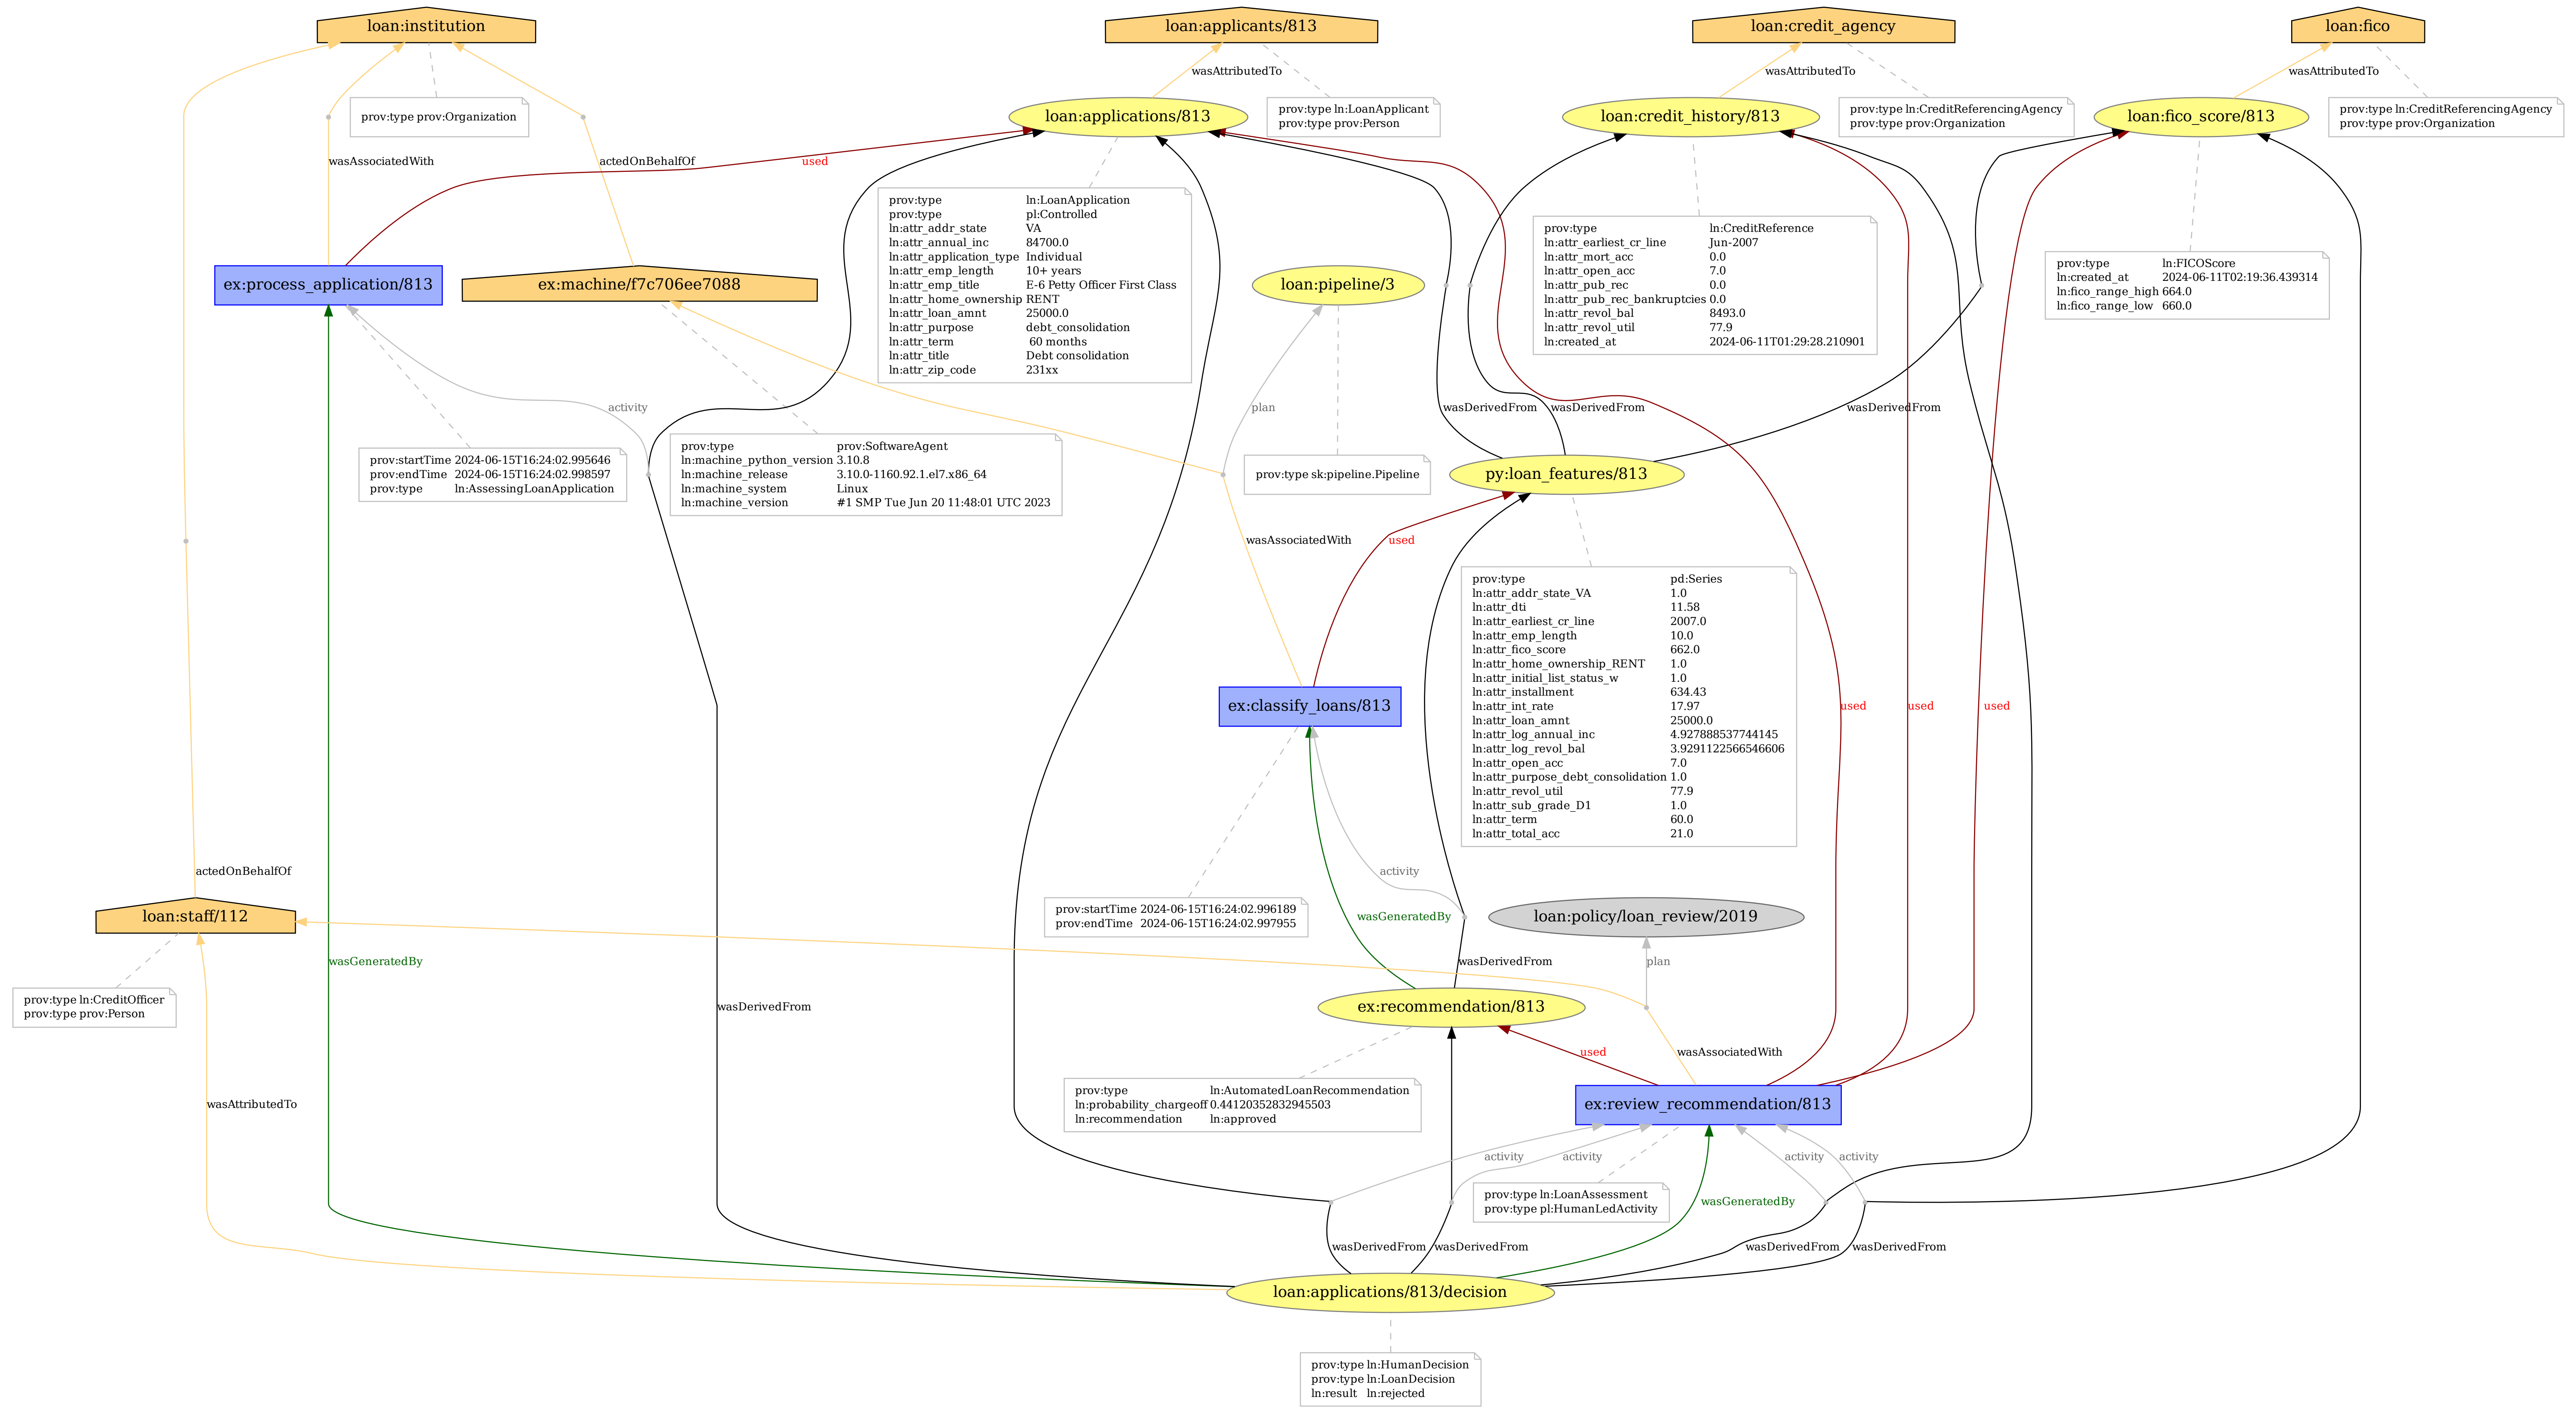 loan:institution
loan:applicants/813
loan:credit_agency
loan:fico
wasAttributedTo
wasAttributedTo
wasAttributedTo
prov:type prov:Organization
loan:applications/813
prov:type ln:LoanApplicant
prov:type prov:Person
loan:credit_history/813
prov:type ln:CreditReferencingAgency
prov:type prov:Organization
loan:fico_score/813
prov:type ln:CreditReferencingAgency
prov:type prov:Organization
wasAssociatedWith
actedOnBehalfOf
used
prov:type ln:LoanApplication
prov:type pl:Controlled
ln:attr_addr_state VA
ln:attr_annual_inc 84700.0
ln:attr_application_type Individual
ln:attr_emp_length 10+ years
ln:attr_emp_title E-6 Petty Officer First Class
ln:attr_home_ownership RENT
ln:attr_loan_amnt 25000.0
ln:attr_purpose debt_consolidation
ln:attr_term 60 months
ln:attr_title Debt consolidation
ln:attr_zip_code 231xx
prov:type ln:CreditReference
ln:attr_earliest_cr_line Jun-2007
ln:attr_mort_acc 0.0
ln:attr_open_acc 7.0
ln:attr_pub_rec 0.0
ln:attr_pub_rec_bankruptcies 0.0
ln:attr_revol_bal 8493.0
ln:attr_revol_util 77.9
ln:created_at 2024-06-11T01:29:28.210901
prov:type ln:FICOScore
ln:created_at 2024-06-11T02:19:36.439314
ln:fico_range_high 664.0
ln:fico_range_low 660.0
ex:process_application/813
ex:machine/f7c706ee7088
loan:pipeline/3
activity
plan
wasDerivedFrom
wasDerivedFrom
wasDerivedFrom
prov:startTime 2024-06-15T16:24:02.995646
prov:endTime 2024-06-15T16:24:02.998597
prov:type ln:AssessingLoanApplication
prov:type prov:SoftwareAgent
ln:machine_python_version 3.10.8
ln:machine_release 3.10.0-1160.92.1.el7.x86_64
ln:machine_system Linux
ln:machine_version #1 SMP Tue Jun 20 11:48:01 UTC 2023
prov:type sk:pipeline.Pipeline
py:loan_features/813
wasAssociatedWith
used
prov:type pd:Series
ln:attr_addr_state_VA 1.0
ln:attr_dti 11.58
ln:attr_earliest_cr_line 2007.0
ln:attr_emp_length 10.0
ln:attr_fico_score 662.0
ln:attr_home_ownership_RENT 1.0
ln:attr_initial_list_status_w 1.0
ln:attr_installment 634.43
ln:attr_int_rate 17.97
ln:attr_loan_amnt 25000.0
ln:attr_log_annual_inc 4.927888537744145
ln:attr_log_revol_bal 3.9291122566546606
ln:attr_open_acc 7.0
ln:attr_purpose_debt_consolidation 1.0
ln:attr_revol_util 77.9
ln:attr_sub_grade_D1 1.0
ln:attr_term 60.0
ln:attr_total_acc 21.0
ex:classify_loans/813
used
used
used
actedOnBehalfOf
activity
loan:staff/112
prov:startTime 2024-06-15T16:24:02.996189
prov:endTime 2024-06-15T16:24:02.997955
wasGeneratedBy
loan:policy/loan_review/2019
wasGeneratedBy
wasDerivedFrom
plan
prov:type ln:CreditOfficer
prov:type prov:Person
wasDerivedFrom
ex:recommendation/813
used
wasAssociatedWith
prov:type ln:AutomatedLoanRecommendation
ln:probability_chargeoff 0.44120352832945503
ln:recommendation ln:approved
wasAttributedTo
ex:review_recommendation/813
activity
activity
activity
activity
prov:type ln:LoanAssessment
prov:type pl:HumanLedActivity
wasGeneratedBy
wasDerivedFrom
wasDerivedFrom
wasDerivedFrom
wasDerivedFrom
loan:applications/813/decision
prov:type ln:HumanDecision
prov:type ln:LoanDecision
ln:result ln:rejected